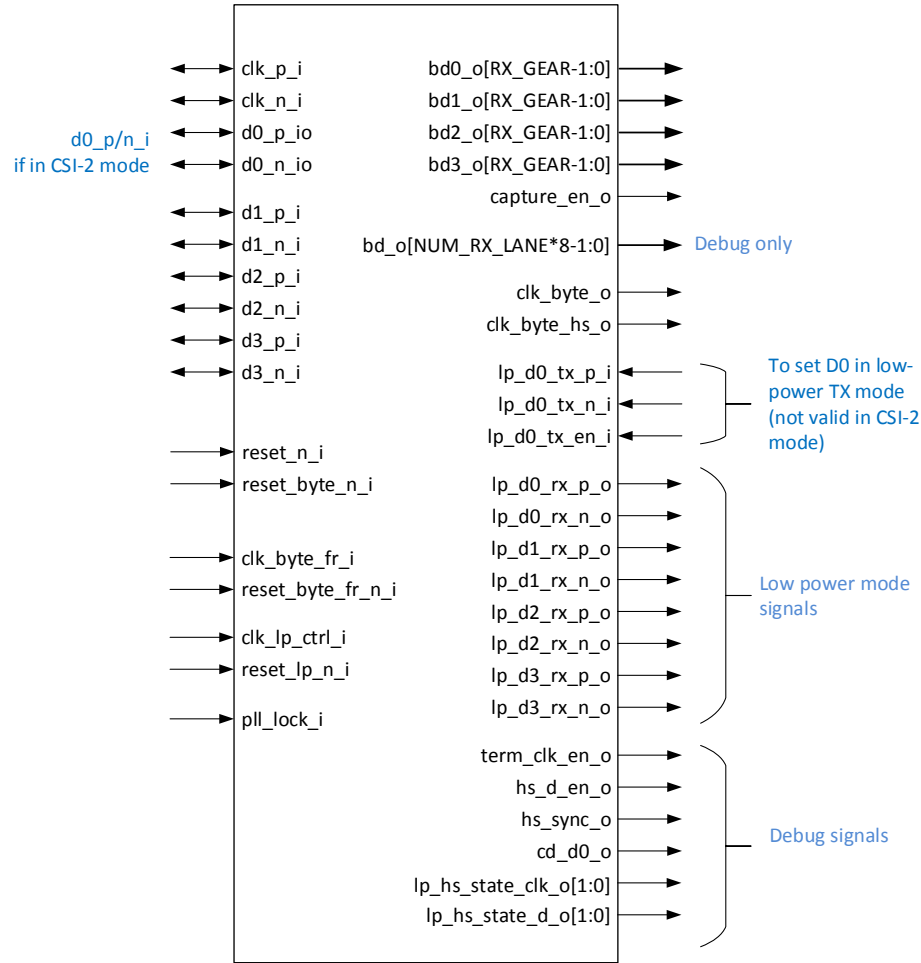 clk_p_i
clk_n_i
d0_p/n_i
if in CSI-2 mode
d0_p_io
d0_n_io
d1_p_i
d1_n_i
d2_p_i
d2_n_i
d3_p_i
d3_n_i
reset_n_i
reset_byte_n_i
clk_byte_fr_i
reset_byte_fr_n_i
clk_lp_ctrl_i
reset_lp_n_i
pll_lock_i
bd0_o[RX_GEAR-1:0]
bd1_o[RX_GEAR-1:0]
bd2_o[RX_GEAR-1:0]
bd3_o[RX_GEAR-1:0]
capture_en_o
bd_o[NUM_RX_LANE*8-1:0]
Debug only
clk_byte_o
clk_byte_hs_o
lp_d0_tx_p_i
lp_d0_tx_n_i
lp_d0_tx_en_i
To set D0 in low-
power TX mode
(not valid in CSI-2
mode)
lp_d0_rx_p_o
lp_d0_rx_n_o
lp_d1_rx_p_o
lp_d1_rx_n_o
lp_d2_rx_p_o
lp_d2_rx_n_o
lp_d3_rx_p_o
lp_d3_rx_n_o
Low power mode
signals
term_clk_en_o
hs_d_en_o
hs_sync_o
cd_d0_o
lp_hs_state_clk_o[1:0]
lp_hs_state_d_o[1:0]
Debug signals